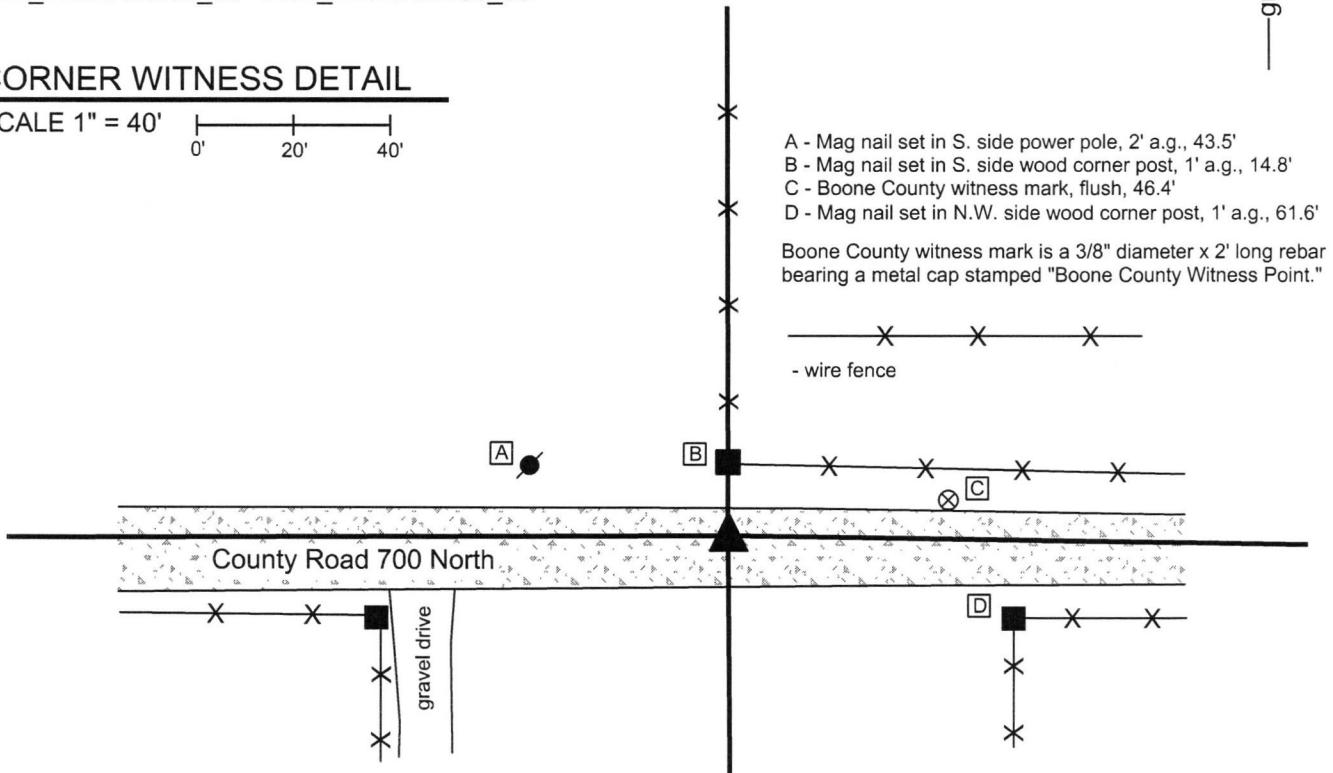 CORNER WITNESS DETAIL
SCALE 1" = 40'
0' 20' 40'
A - Mag nail set in S. side power pole, 2' a.g., 43.5'
B - Mag nail set in S. side wood corner post, 1' a.g., 14.8'
C - Boone County witness mark, flush, 46.4'
D - Mag nail set in N.W. side wood corner post, 1' a.g., 61.6'
Boone County witness mark is a 3/8" diameter x 2' long rebar
bearing a metal cap stamped "Boone County Witness Point."
- wire fence
A
B
C
County Road 700 North
D
gravel drive